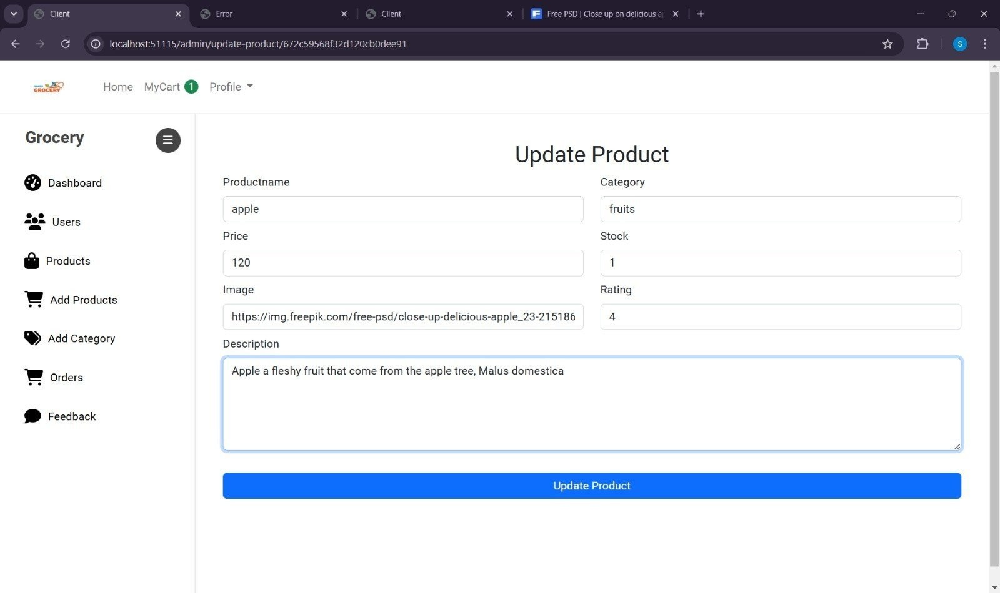 Client
Error
Client
Free PSD | Close up on delicious a
localhost:51115/admin/update-product/672c59568f32d120cb0dee91
S
SHOP
GROCERY
Home
MyCart 1
Profile
Grocery
Dashboard
Users
Products
Add Products
Add Category
Orders
Feedback
Update Product
Productname
Category
apple
fruits
Price
Stock
120
1
Image
Rating
https://img.freepik.com/free-psd/close-up-delicious-apple_23-215186
4
Description
Apple a fleshy fruit that come from the apple tree, Malus domestica
Update Product